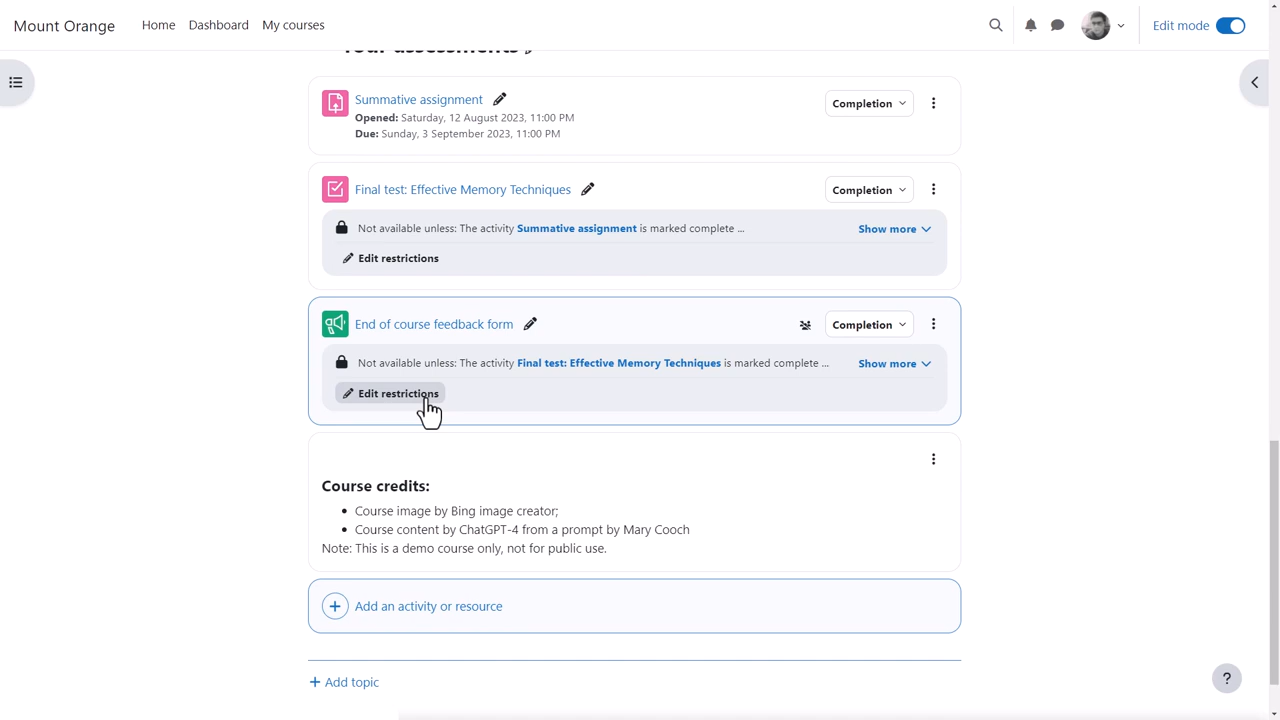 Mount Orange
Home
Dashboard
My courses
Edit mode
Your assessments
Summative assignment
Completion
Opened: Saturday, 12 August 2023, 11:00 PM
Due: Sunday, 3 September 2023, 11:00 PM
Final test: Effective Memory Techniques
Completion
Not available unless: The activity Summative assignment is marked complete ...
Show more
Edit restrictions
End of course feedback form
Completion
Not available unless: The activity Final test: Effective Memory Techniques is marked complete ...
Show more
Edit restrictions
Course credits:
Course image by Bing image creator;
Course content by ChatGPT-4 from a prompt by Mary Cooch
Note: This is a demo course only, not for public use.
+ Add an activity or resource
+ Add topic
?